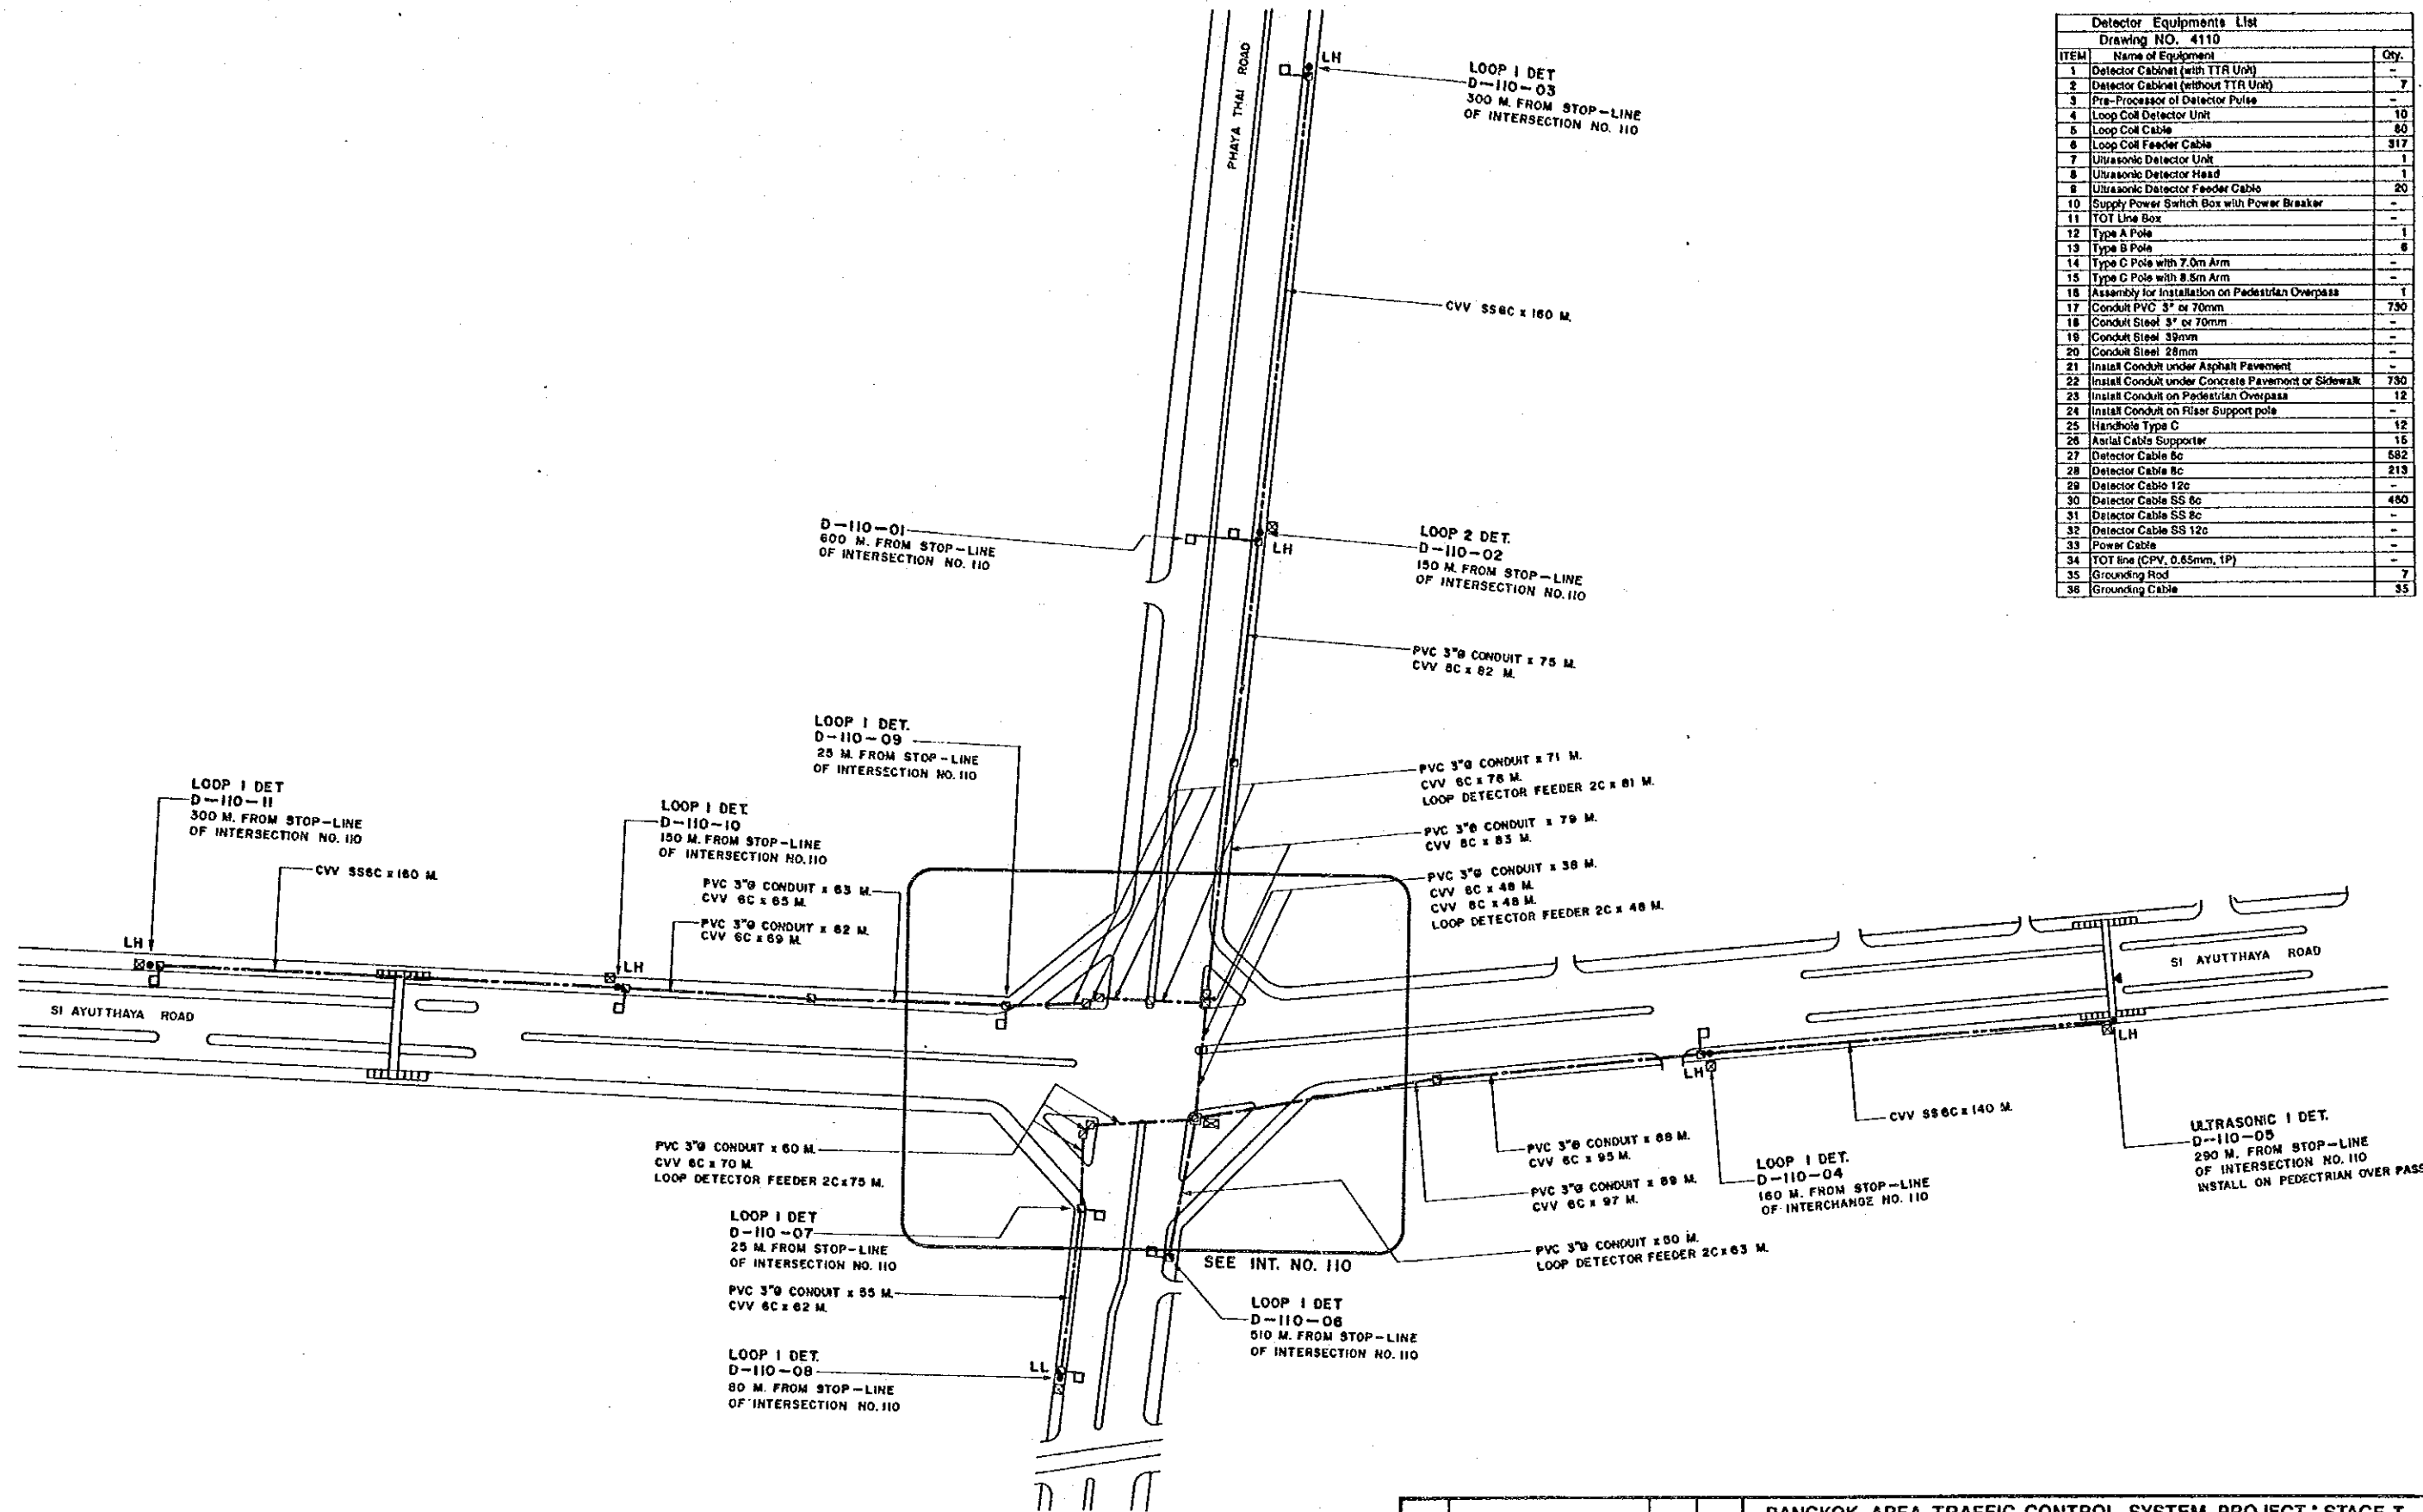 Detector Equipments List
Drawing NO. 4110
ITEM Name of Equipment Qty.
1 Detector Cabinet (with TTR Unit) -
2 Detector Cabinet (without TTR Unit) 7
3 Pre-Processor of Detector Pulse -
4 Loop Coil Detector Unit 10
5 Loop Coil Cable 80
6 Loop Coil Feeder Cable 317
7 Ultrasonic Detector Unit 1
8 Ultrasonic Detector Head 1
9 Ultrasonic Detector Feeder Cable 20
10 Supply Power Switch Box with Power Breaker -
11 TOT Line Box -
12 Type A Pole 1
13 Type B Pole 6
14 Type C Pole with 7.0m Arm -
15 Type C Pole with 8.5m Arm -
16 Assembly for Installation on Pedestrian Overpass 1
17 Conduit PVC 3" or 70mm 730
18 Conduit Steel 3" or 70mm -
19 Conduit Steel 39mm -
20 Conduit Steel 28mm -
21 Install Conduit under Asphalt Pavement -
22 Install Conduit under Concrete Pavement or Sidewalk 730
23 Install Conduit on Pedestrian Overpass 12
24 Install Conduit on Riser Support pole -
25 Handhole Type C 12
26 Aerial Cable Supporter 15
27 Detector Cable 6c 582
28 Detector Cable 8c 213
29 Detector Cable 12c -
30 Detector Cable SS 6c 460
31 Detector Cable SS 8c -
32 Detector Cable SS 12c -
33 Power Cable -
34 TOT line (CPV, 0.65mm, 1P) -
35 Grounding Rod 7
36 Grounding Cable 35
PHAYA THAI ROAD
LH
LOOP 1 DET
D-110-03
300 M. FROM STOP-LINE
OF INTERSECTION NO. 110
CVV SS6C x 160 M.
D-110-01
600 M. FROM STOP-LINE
OF INTERSECTION NO. 110
LH
LOOP 2 DET.
D-110-02
150 M. FROM STOP-LINE
OF INTERSECTION NO. 110
PVC 3"Ø CONDUIT x 75 M.
CVV 8C x 82 M.
LOOP 1 DET.
D-110-09
25 M. FROM STOP-LINE
OF INTERSECTION NO. 110
PVC 3"Ø CONDUIT x 71 M.
CVV 6C x 76 M.
LOOP DETECTOR FEEDER 2C x 81 M.
PVC 3"Ø CONDUIT x 79 M.
CVV 8C x 83 M.
PVC 3"Ø CONDUIT x 38 M.
CVV 6C x 48 M.
CVV 8C x 48 M.
LOOP DETECTOR FEEDER 2C x 48 M.
LOOP 1 DET
D-110-11
300 M. FROM STOP-LINE
OF INTERSECTION NO. 110
CVV SS6C x 160 M.
LH
LOOP 1 DET.
D-110-10
150 M. FROM STOP-LINE
OF INTERSECTION NO. 110
LH
PVC 3"Ø CONDUIT x 63 M.
CVV 6C x 65 M.
PVC 3"Ø CONDUIT x 62 M.
CVV 6C x 69 M.
SI AYUTTHAYA ROAD
SI AYUTTHAYA ROAD
LH
LH
CVV SS6C x 140 M.
ULTRASONIC 1 DET.
D-110-05
290 M. FROM STOP-LINE
OF INTERSECTION NO. 110
INSTALL ON PEDECTRIAN OVER PASS
LOOP 1 DET.
D-110-04
160 M. FROM STOP-LINE
OF INTERCHANGE NO. 110
PVC 3"Ø CONDUIT x 88 M.
CVV 6C x 95 M.
PVC 3"Ø CONDUIT x 89 M.
CVV 6C x 97 M.
PVC 3"Ø CONDUIT x 50 M.
LOOP DETECTOR FEEDER 2C x 63 M.
PVC 3"Ø CONDUIT x 60 M.
CVV 6C x 70 M.
LOOP DETECTOR FEEDER 2C x 75 M.
LOOP 1 DET
D-110-07
25 M. FROM STOP-LINE
OF INTERSECTION NO. 110
SEE INT. NO. 110
PVC 3"Ø CONDUIT x 55 M.
CVV 6C x 62 M.
LOOP 1 DET
D-110-06
510 M. FROM STOP-LINE
OF INTERSECTION NO. 110
LOOP 1 DET.
D-110-08
80 M. FROM STOP-LINE
OF INTERSECTION NO. 110
LL
BANGKOK AREA TRAFFIC CONTROL SYSTEM PROJECT : STAGE I